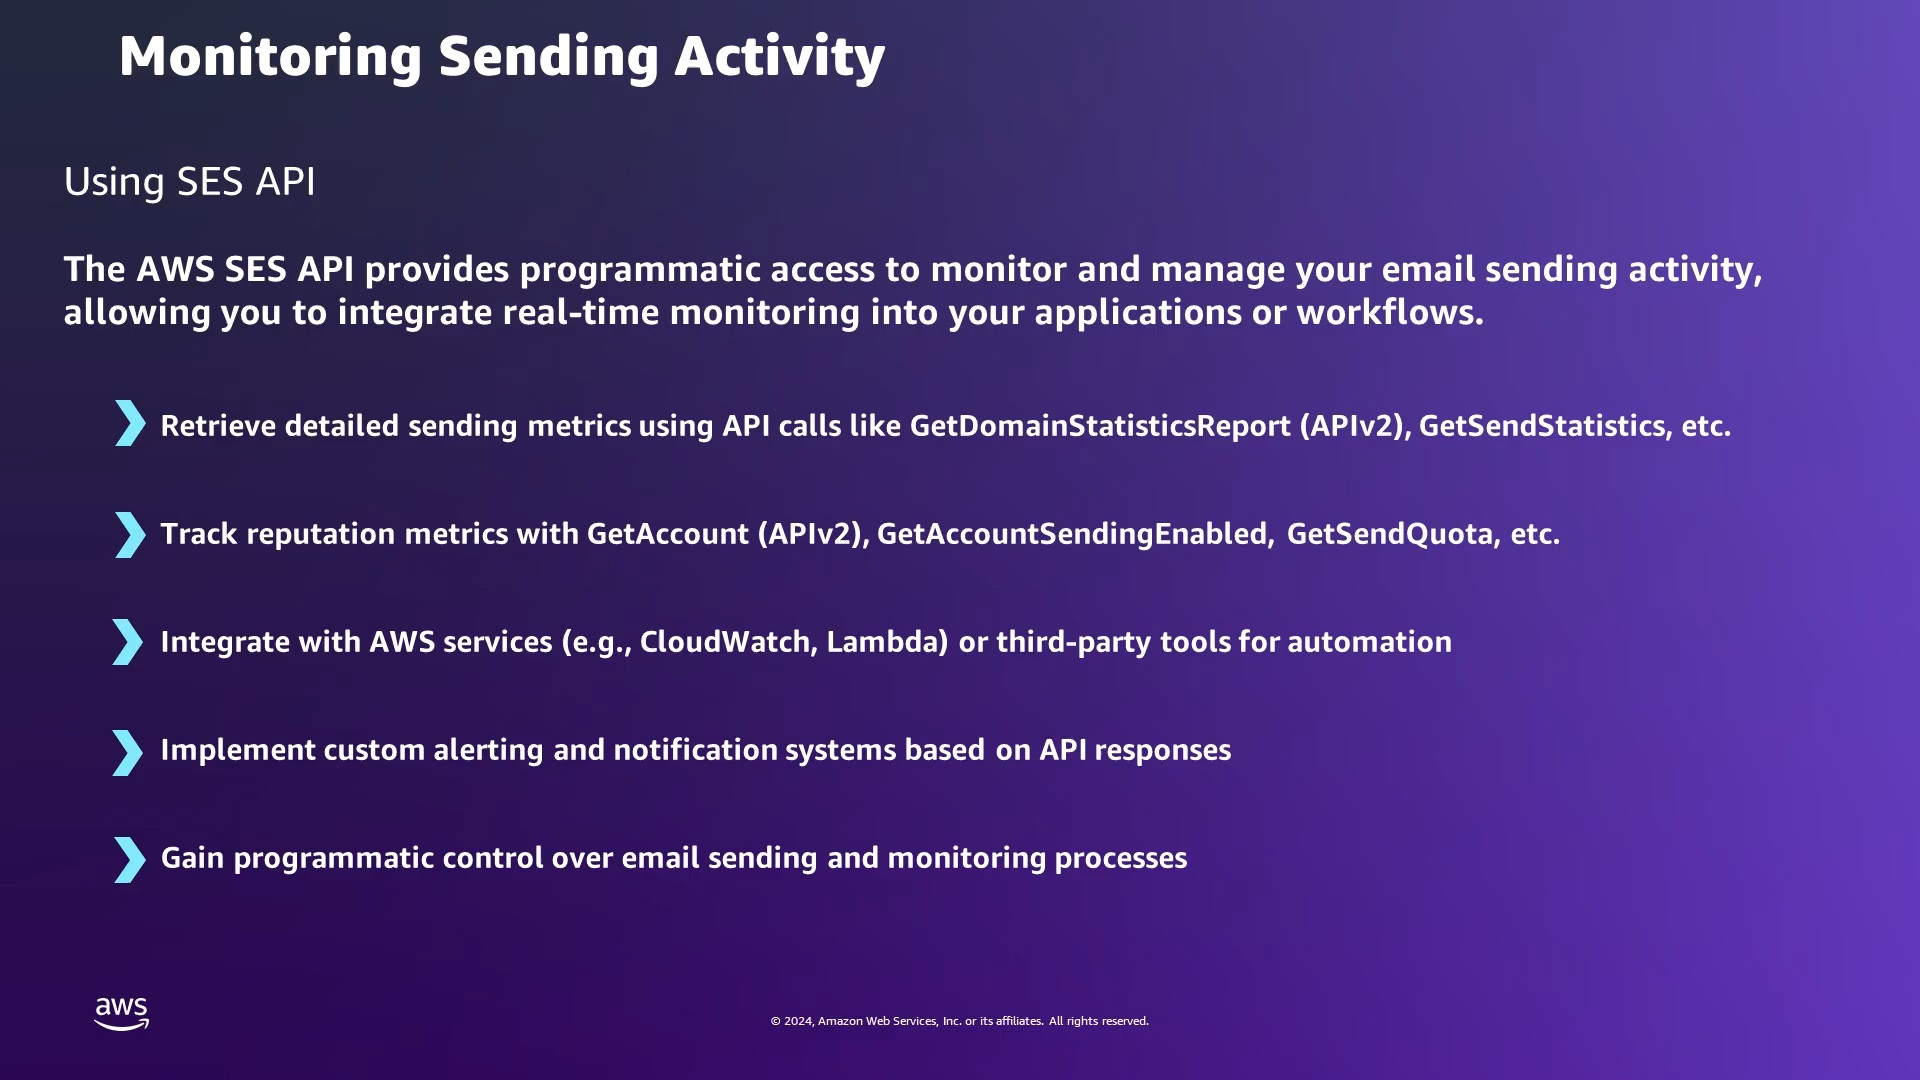 Monitoring Sending Activity
Using SES API
The AWS SES API provides programmatic access to monitor and manage your email sending activity,
allowing you to integrate real-time monitoring into your applications or workflows.
Retrieve detailed sending metrics using API calls like GetDomainStatisticsReport (APIv2), GetSendStatistics, etc.
Track reputation metrics with GetAccount (APIv2), GetAccountSendingEnabled, GetSendQuota, etc.
Integrate with AWS services (e.g., CloudWatch, Lambda) or third-party tools for automation
Implement custom alerting and notification systems based on API responses
Gain programmatic control over email sending and monitoring processes
aws
© 2024, Amazon Web Services, Inc. or its affiliates. All rights reserved.